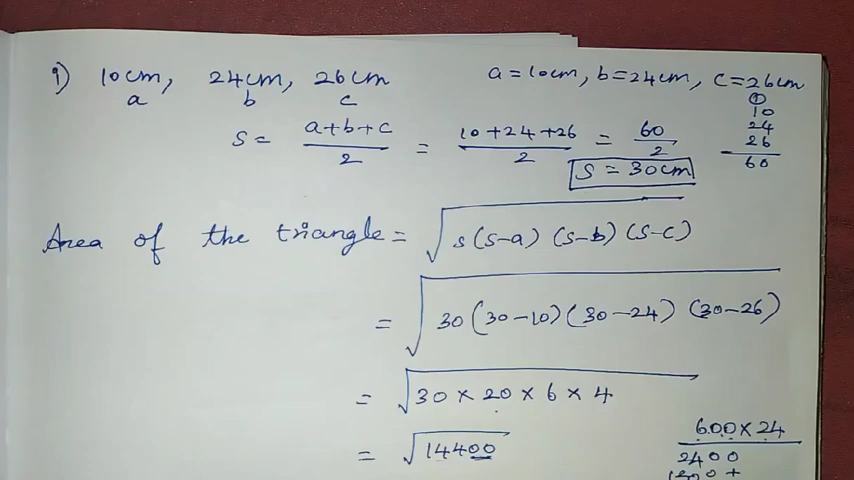 i) 10cm, 24cm, 26cm a=10cm, b=24cm, c=26cm
a b c
S = a+b+c / 2 = 10+24+26 / 2 = 60 / 2
S = 30cm
①
10
24
26
60
Area of the triangle = √s(s-a) (s-b) (s-c)
= √30(30-10)(30-24) (30-26)
= √30 × 20 × 6 × 4
= √14400
600 × 24
2400